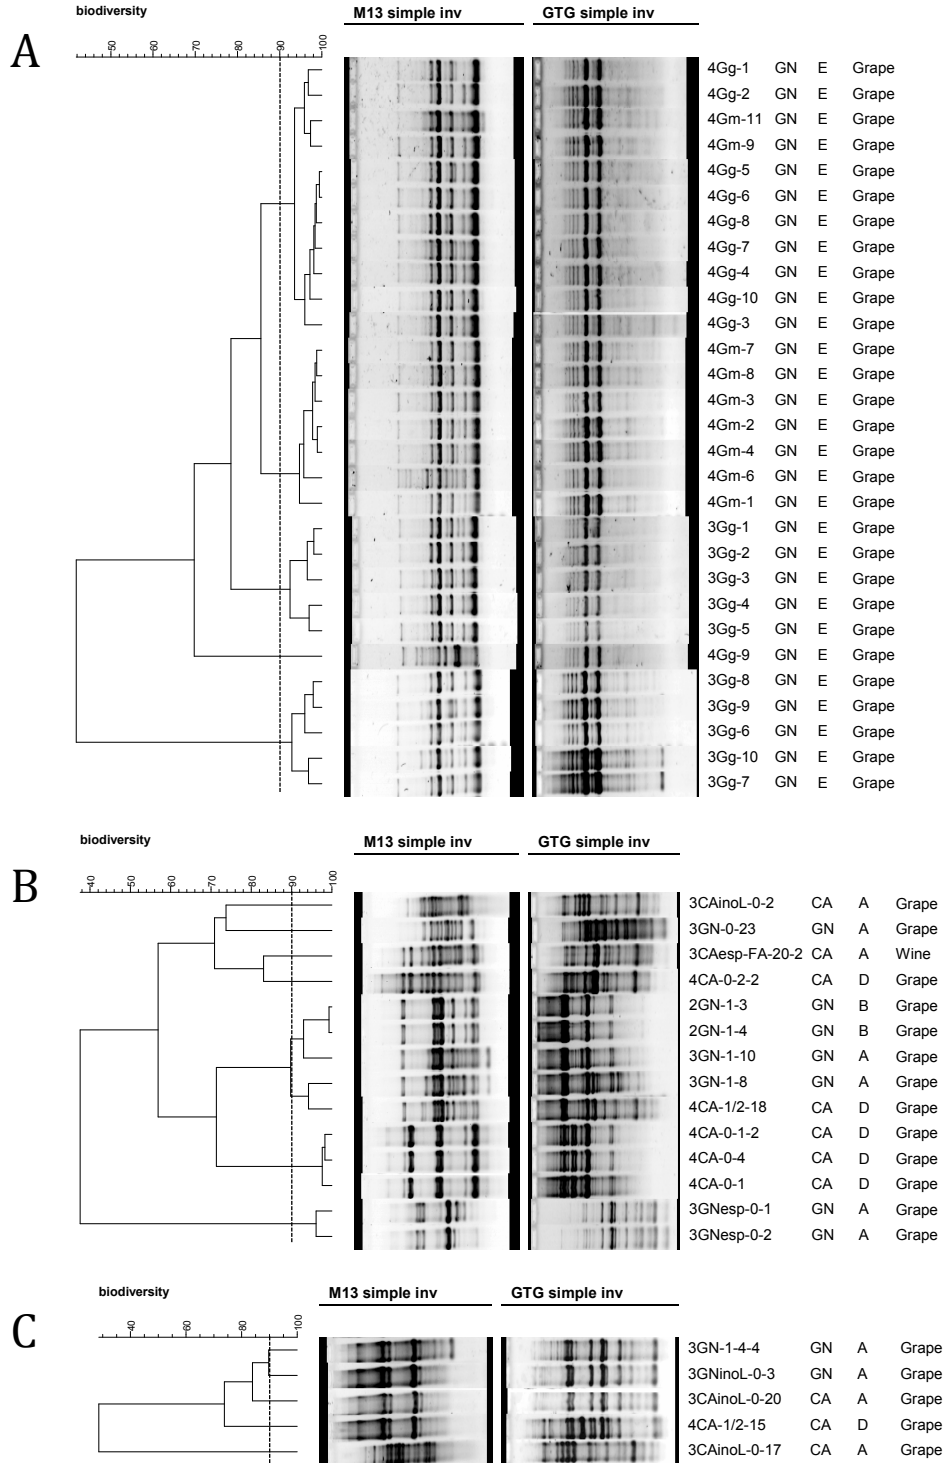 biodiversity M13 simple inv GTG simple inv
A
50 60 70 80 90 100
4Gg-1 GN E Grape
4Gg-2 GN E Grape
4Gm-11 GN E Grape
4Gm-9 GN E Grape
4Gg-5 GN E Grape
4Gg-6 GN E Grape
4Gg-8 GN E Grape
4Gg-7 GN E Grape
4Gg-4 GN E Grape
4Gg-10 GN E Grape
4Gg-3 GN E Grape
4Gm-7 GN E Grape
4Gm-8 GN E Grape
4Gm-3 GN E Grape
4Gm-2 GN E Grape
4Gm-4 GN E Grape
4Gm-6 GN E Grape
4Gm-1 GN E Grape
3Gg-1 GN E Grape
3Gg-2 GN E Grape
3Gg-3 GN E Grape
3Gg-4 GN E Grape
3Gg-5 GN E Grape
4Gg-9 GN E Grape
3Gg-8 GN E Grape
3Gg-9 GN E Grape
3Gg-6 GN E Grape
3Gg-10 GN E Grape
3Gg-7 GN E Grape
biodiversity M13 simple inv GTG simple inv
B
40 50 60 70 80 90 100
3CAinoL-0-2 CA A Grape
3GN-0-23 GN A Grape
3CAesp-FA-20-2 CA A Wine
4CA-0-2-2 CA D Grape
2GN-1-3 GN B Grape
2GN-1-4 GN B Grape
3GN-1-10 GN A Grape
3GN-1-8 GN A Grape
4CA-1/2-18 CA D Grape
4CA-0-1-2 CA D Grape
4CA-0-4 CA D Grape
4CA-0-1 CA D Grape
3GNesp-0-1 GN A Grape
3GNesp-0-2 GN A Grape
biodiversity M13 simple inv GTG simple inv
C
40 60 80 100
3GN-1-4-4 GN A Grape
3GNinoL-0-3 GN A Grape
3CAinoL-0-20 CA A Grape
4CA-1/2-15 CA D Grape
3CAinoL-0-17 CA A Grape